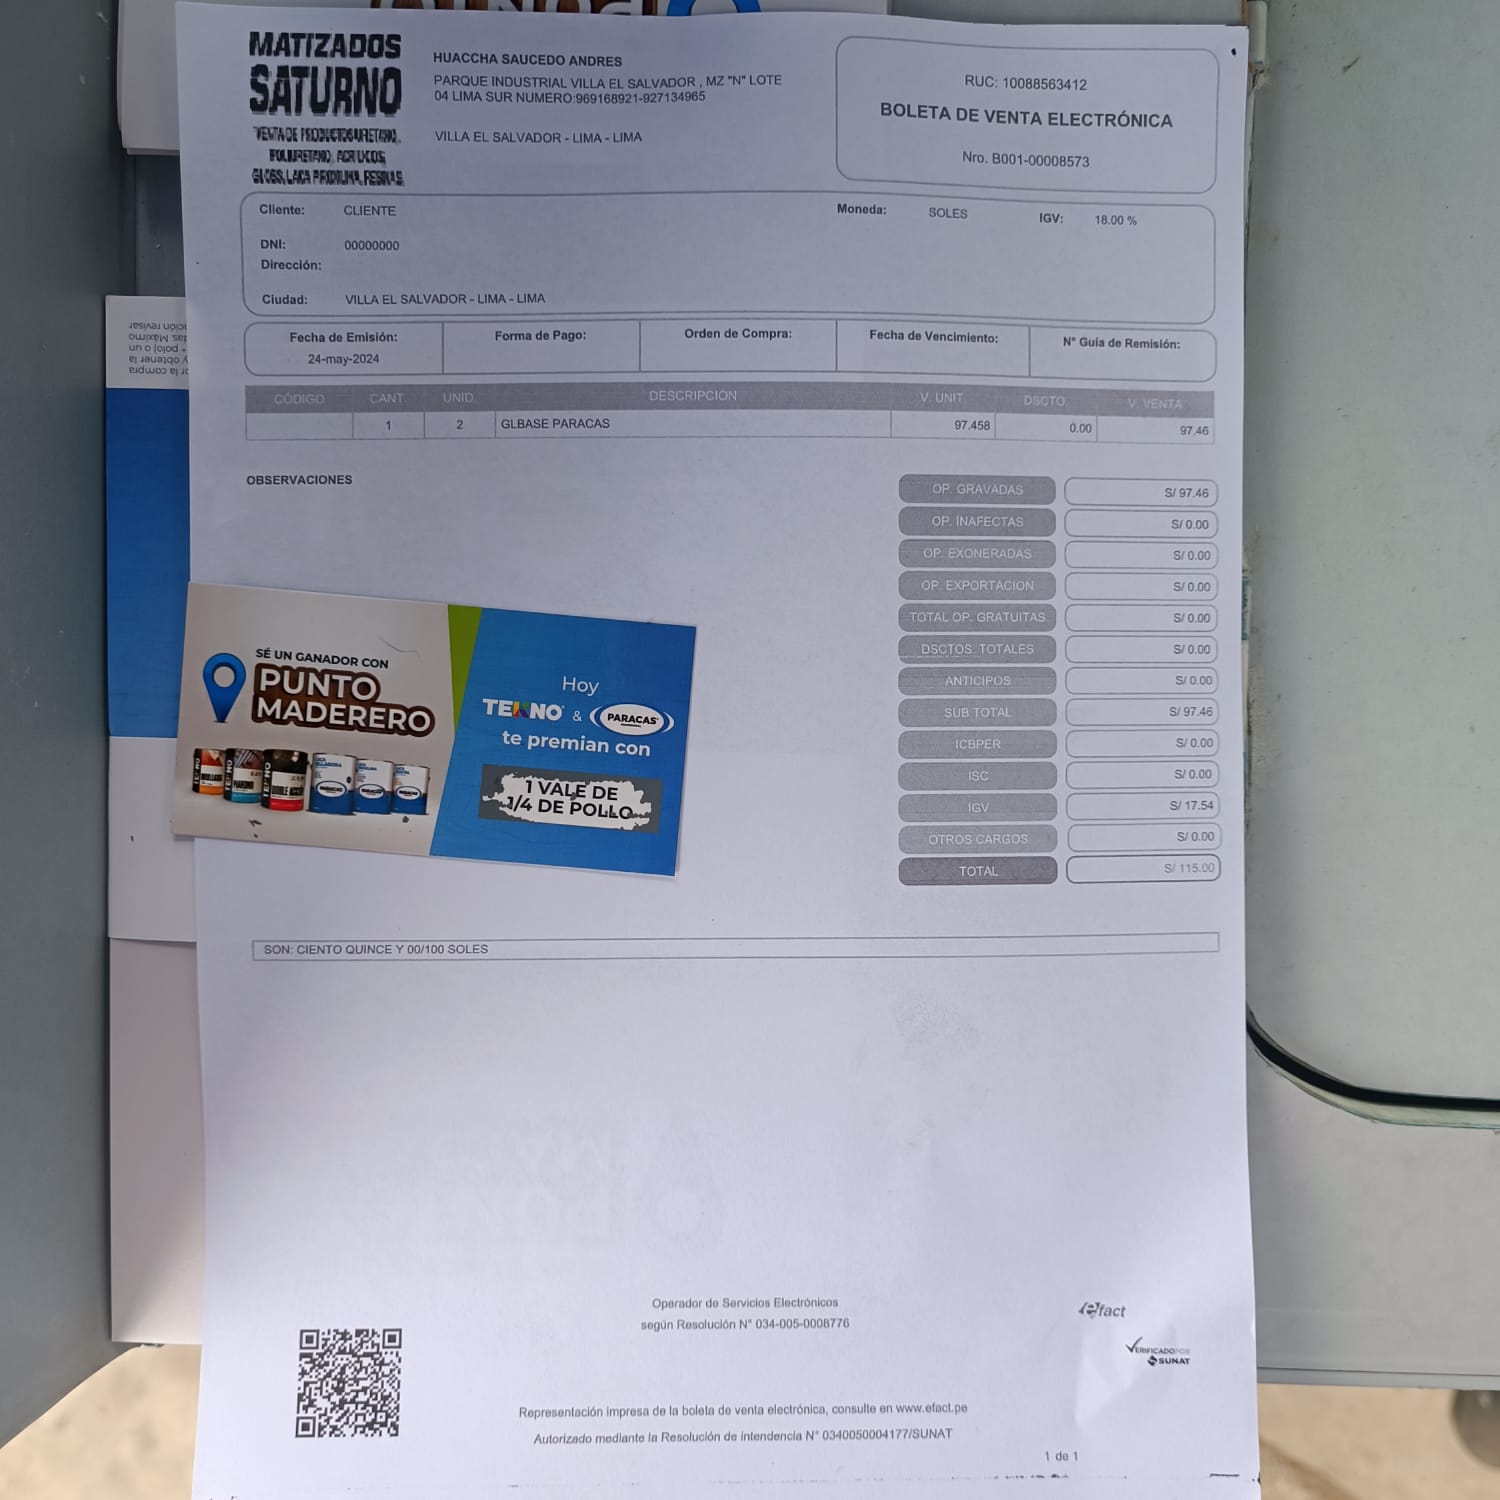 MATIZADOS
SATURNO
VENTA DE PRODUCTOS URETANO,
POLIURETANO, ACRILICOS,
GLOSS, LACA PIROXILINA, RESINAS,
HUACCHA SAUCEDO ANDRES
PARQUE INDUSTRIAL VILLA EL SALVADOR , MZ "N" LOTE
04 LIMA SUR NUMERO:969168921-927134965
VILLA EL SALVADOR - LIMA - LIMA
RUC: 10088563412
BOLETA DE VENTA ELECTRÓNICA
Nro. B001-00008573
Cliente: CLIENTE
Moneda: SOLES IGV: 18.00 %
DNI: 00000000
Dirección:
Ciudad: VILLA EL SALVADOR - LIMA - LIMA
Fecha de Emisión: Forma de Pago: Orden de Compra: Fecha de Vencimiento: N° Guía de Remisión:
24-may-2024
CÓDIGO CANT. UNID. DESCRIPCIÓN V. UNIT. DSCTO. V. VENTA
1 2 GLBASE PARACAS 97.458 0.00 97.46
OBSERVACIONES
OP. GRAVADAS S/ 97.46
OP. INAFECTAS S/ 0.00
OP. EXONERADAS S/ 0.00
OP. EXPORTACION S/ 0.00
TOTAL OP. GRATUITAS S/ 0.00
DSCTOS. TOTALES S/ 0.00
ANTICIPOS S/ 0.00
SUB TOTAL S/ 97.46
ICBPER S/ 0.00
ISC S/ 0.00
IGV S/ 17.54
OTROS CARGOS S/ 0.00
TOTAL S/ 115.00
SÉ UN GANADOR CON
PUNTO
MADERERO
Hoy
TEKNO & PARACAS
te premian con
1 VALE DE
1/4 DE POLLO
SON: CIENTO QUINCE Y 00/100 SOLES
Operador de Servicios Electrónicos
según Resolución N° 034-005-0008776
efact
VERIFICADO POR
SUNAT
Representación impresa de la boleta de venta electrónica, consulte en www.efact.pe
Autorizado mediante la Resolución de intendencia N° 0340050004177/SUNAT
1 de 1